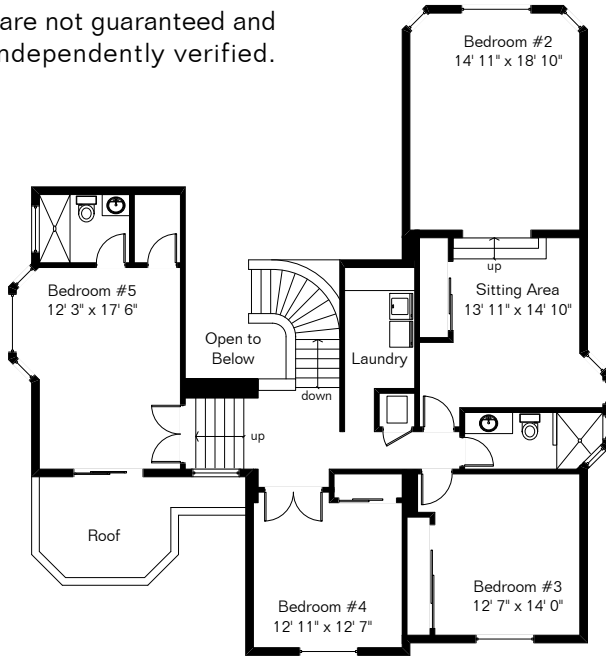 are not guaranteed and
independently verified.
Bedroom #2
14' 11" x 18' 10"
up
Sitting Area
13' 11" x 14' 10"
Bedroom #5
12' 3" x 17' 6"
Open to
Below
Laundry
down
up
Roof
Bedroom #4
12' 11" x 12' 7"
Bedroom #3
12' 7" x 14' 0"